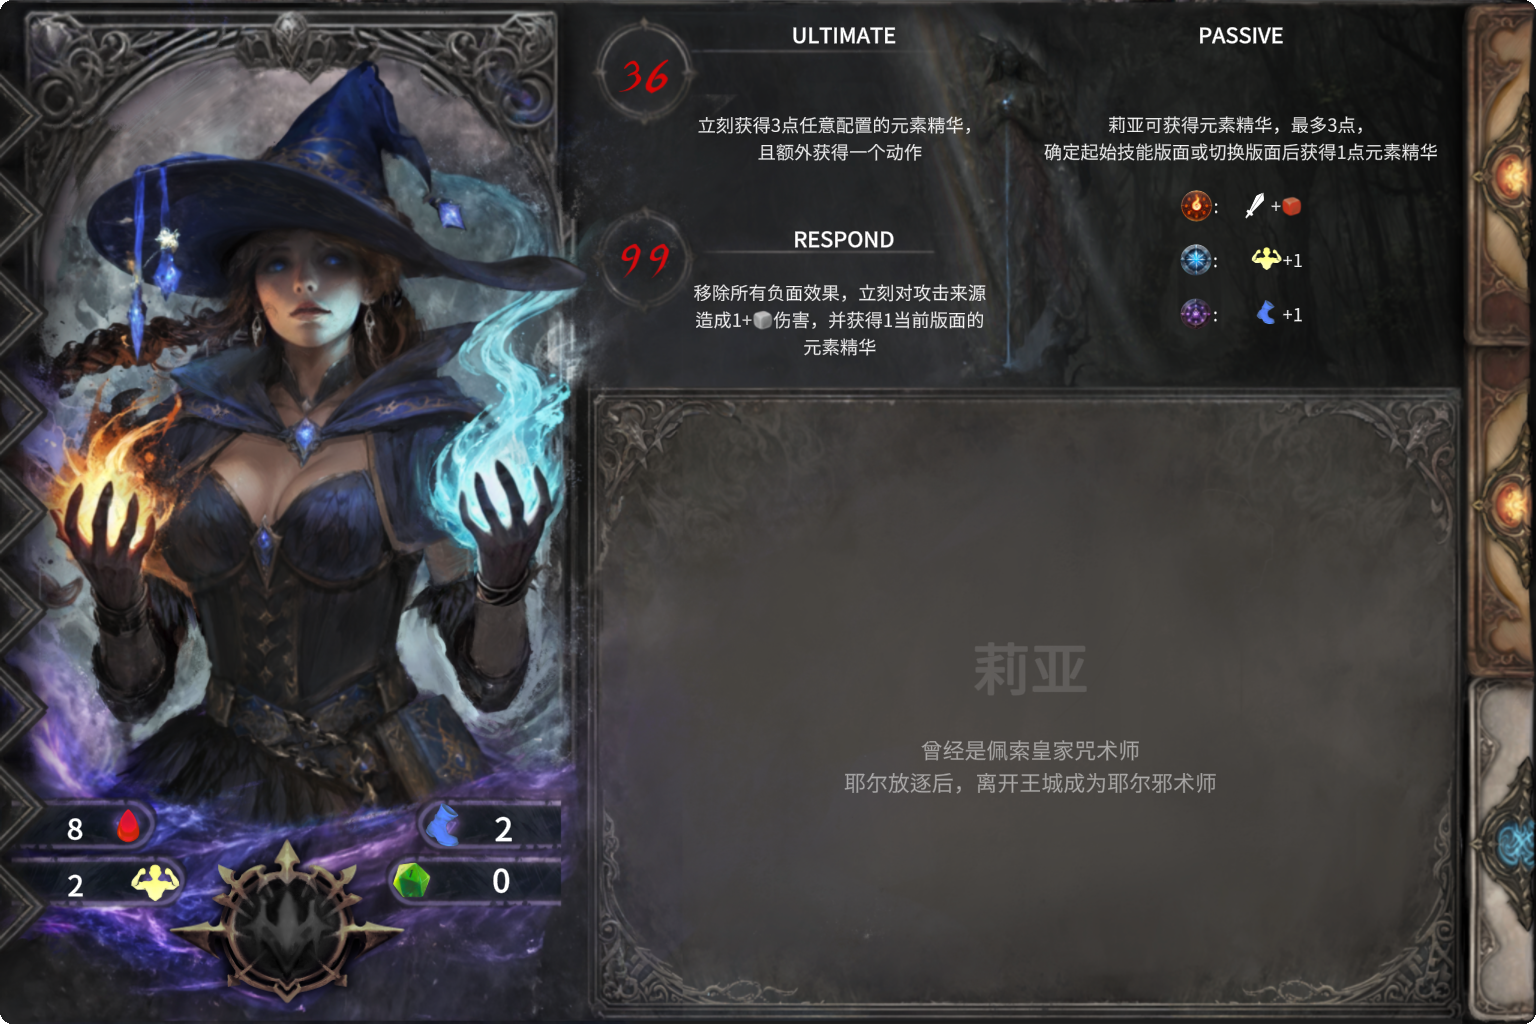 36
ULTIMATE
立刻获得3点任意配置的元素精华，
且额外获得一个动作
99
RESPOND
移除所有负面效果，立刻对攻击来源
造成1+伤害，并获得1当前版面的
元素精华
PASSIVE
莉亚可获得元素精华，最多3点，
确定起始技能版面或切换版面后获得1点元素精华
: +
: +1
: +1
莉亚
曾经是佩索皇家咒术师
耶尔放逐后，离开王城成为耶尔邪术师
8
2
2
0